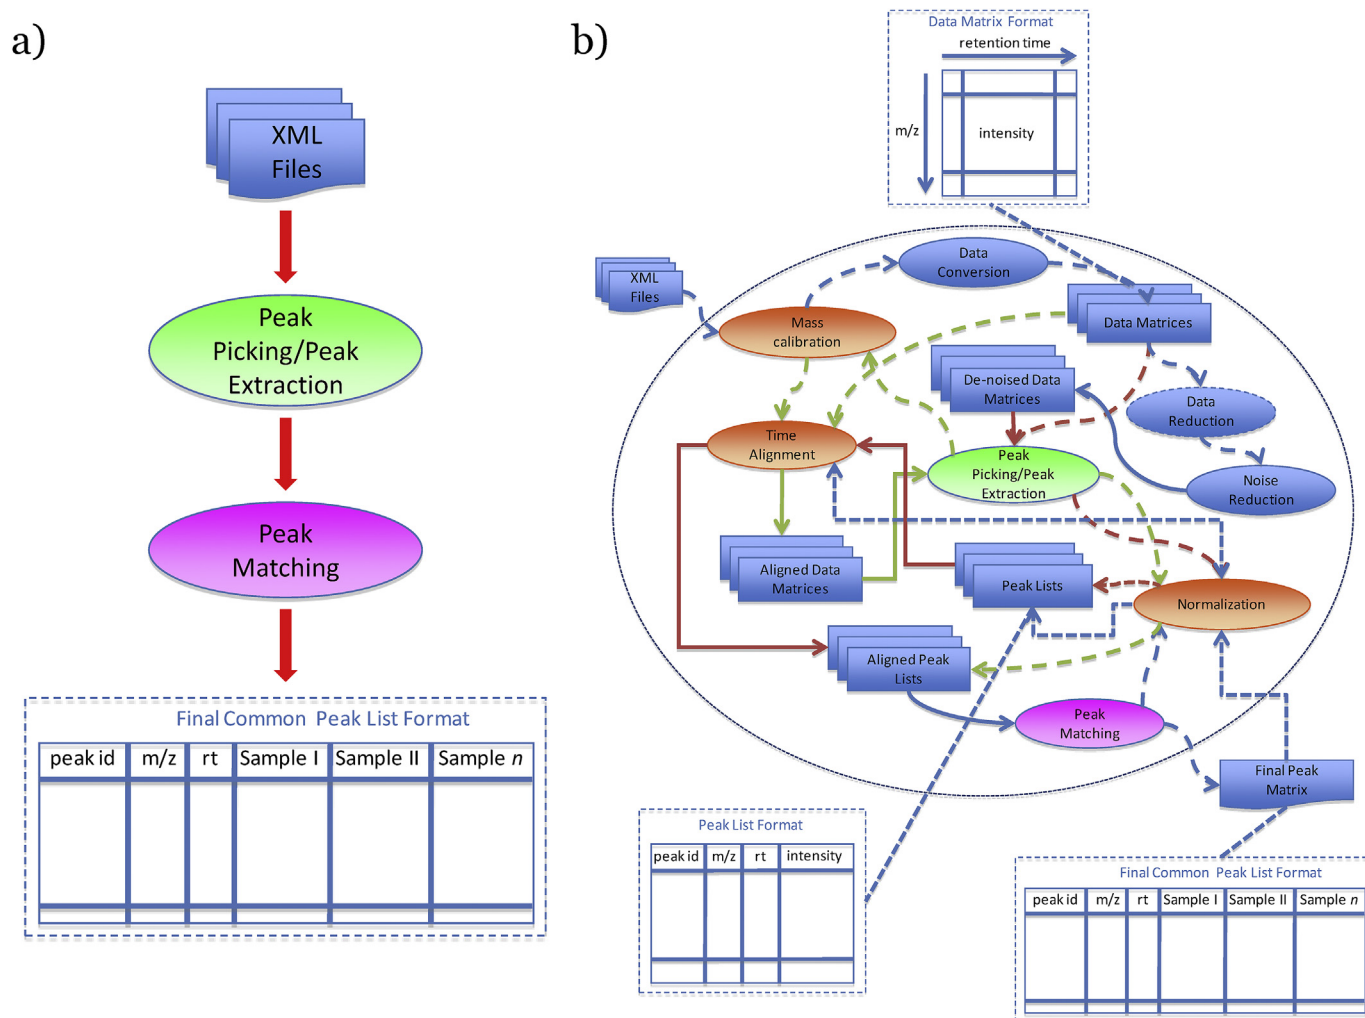 a)
XML
Files
Peak
Picking/Peak
Extraction
Peak
Matching
Final Common Peak List Format
peak id m/z rt Sample I Sample II Sample n
b)
Data Matrix Format
retention time
m/z
intensity
XML
Files
Data
Conversion
Mass
calibration
Data Matrices
De-noised Data
Matrices
Data
Reduction
Time
Alignment
Peak
Picking/Peak
Extraction
Noise
Reduction
Aligned Data
Matrices
Peak Lists
Normalization
Aligned Peak
Lists
Peak
Matching
Final Peak
Matrix
Peak List Format
peak id m/z rt intensity
Final Common Peak List Format
peak id m/z rt Sample I Sample II Sample n